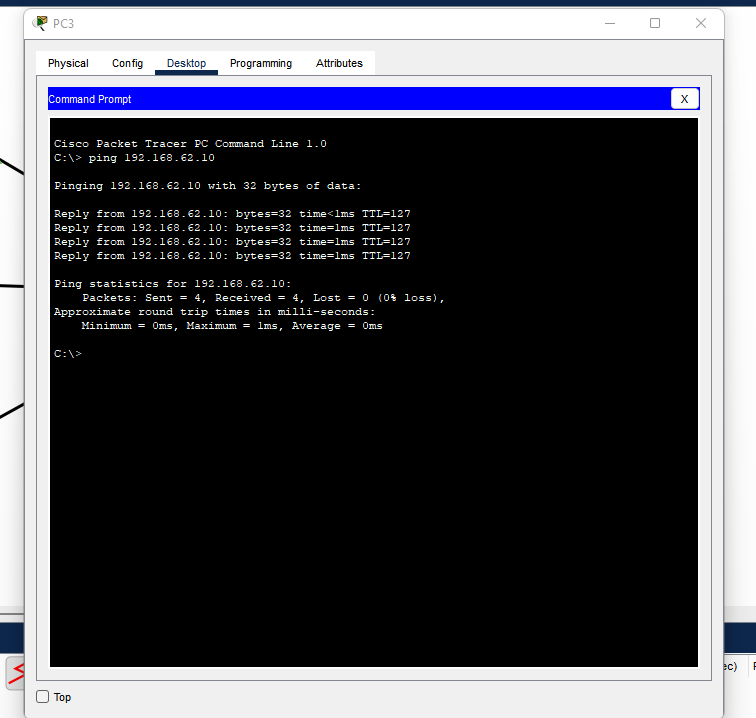 PC3
Physical Config Desktop Programming Attributes
Command Prompt
X
Cisco Packet Tracer PC Command Line 1.0
C:\> ping 192.168.62.10
Pinging 192.168.62.10 with 32 bytes of data:
Reply from 192.168.62.10: bytes=32 time<1ms TTL=127
Reply from 192.168.62.10: bytes=32 time=1ms TTL=127
Reply from 192.168.62.10: bytes=32 time=1ms TTL=127
Reply from 192.168.62.10: bytes=32 time=1ms TTL=127
Ping statistics for 192.168.62.10:
Packets: Sent = 4, Received = 4, Lost = 0 (0% loss),
Approximate round trip times in milli-seconds:
Minimum = 0ms, Maximum = 1ms, Average = 0ms
C:\>
Top